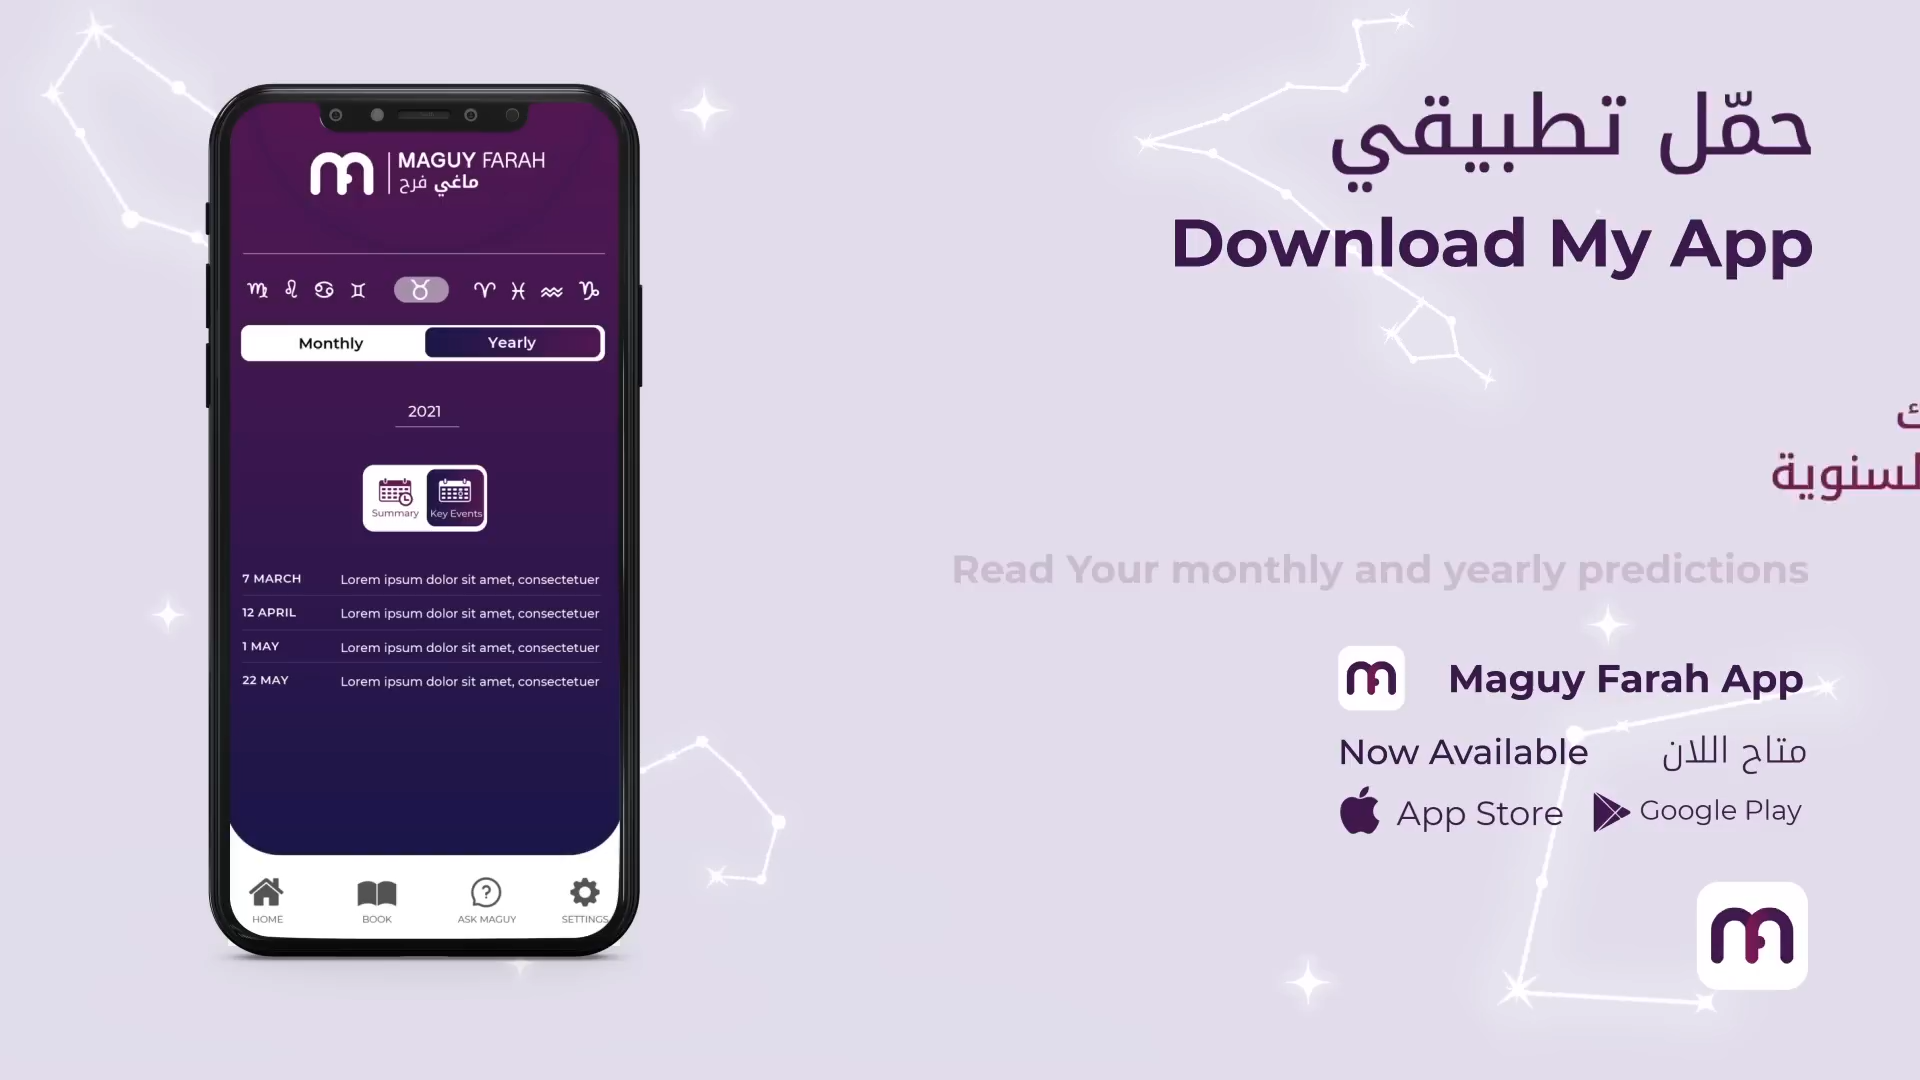 MAGUY FARAH
ماغي فرح
Monthly
Yearly
2021
Summary
Key Events
7 MARCH Lorem ipsum dolor sit amet, consectetuer
12 APRIL Lorem ipsum dolor sit amet, consectetuer
1 MAY Lorem ipsum dolor sit amet, consectetuer
22 MAY Lorem ipsum dolor sit amet, consectetuer
HOME
BOOK
ASK MAGUY
SETTINGS
حمّل تطبيقي
Download My App
Read Your monthly and yearly predictions
Maguy Farah App
Now Available
متاح اللان
App Store
Google Play